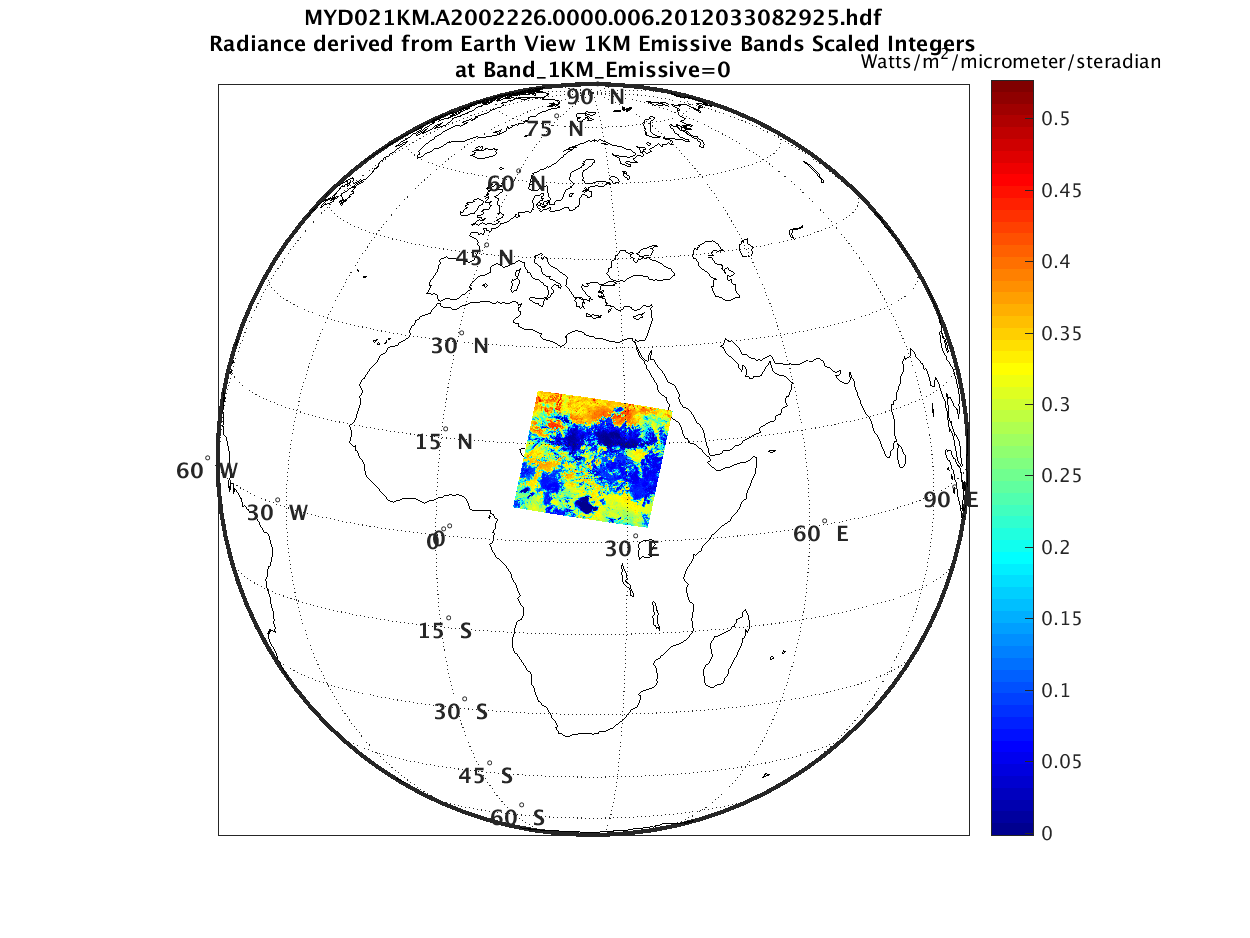 MYD021KM.A2002226.0000.006.2012033082925.hdf
Radiance derived from Earth View 1KM Emissive Bands Scaled Integers
at Band_1KM_Emissive=0
Watts/m²/micrometer/steradian
90° N
75° N
60° N
45° N
30° N
15° N
60° W
30° W
0°
0°
30° E
60° E
90° E
15° S
30° S
45° S
60° S
0.5
0.45
0.4
0.35
0.3
0.25
0.2
0.15
0.1
0.05
0